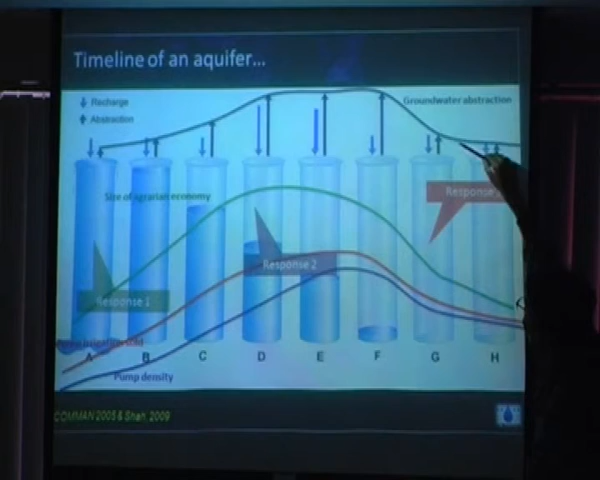 Timeline of an aquifer...
Recharge
Abstraction
Groundwater abstraction
Size of agrarian economy
Response
Response 2
Response 1
A B C D E F G H
Pump density
COMMAN 2005 & Shah, 2009